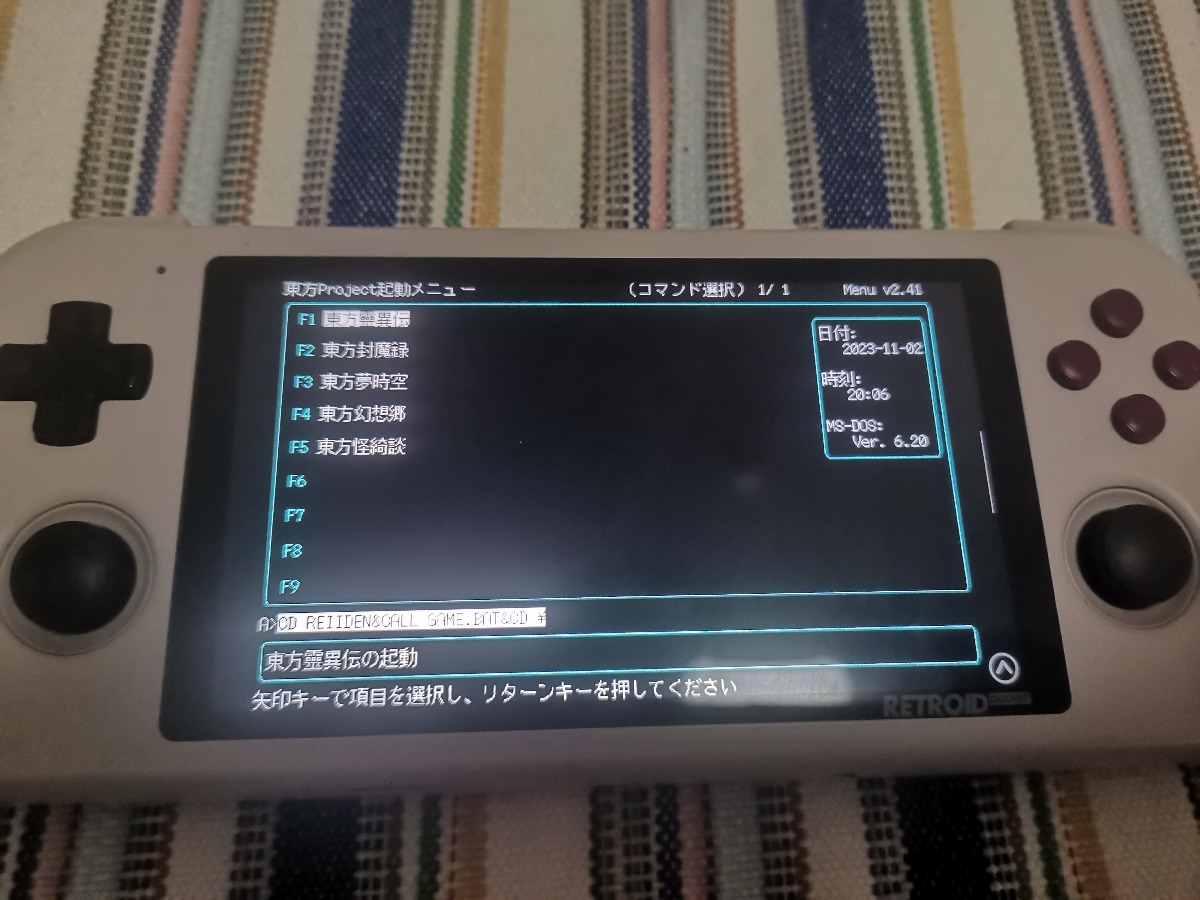 東方Project起動メニュー (コマンド選択) 1/ 1 Menu v2.41
F1 東方靈異伝
F2 東方封魔録
F3 東方夢時空
F4 東方幻想郷
F5 東方怪綺談
F6
F7
F8
F9
日付:
2023-11-02
時刻:
20:06
MS-DOS:
Ver. 6.20
A>CD REIIDEN&CALL GAME.BAT&CD ¥
東方靈異伝の起動
矢印キーで項目を選択し、リターンキーを押してください
RETROID